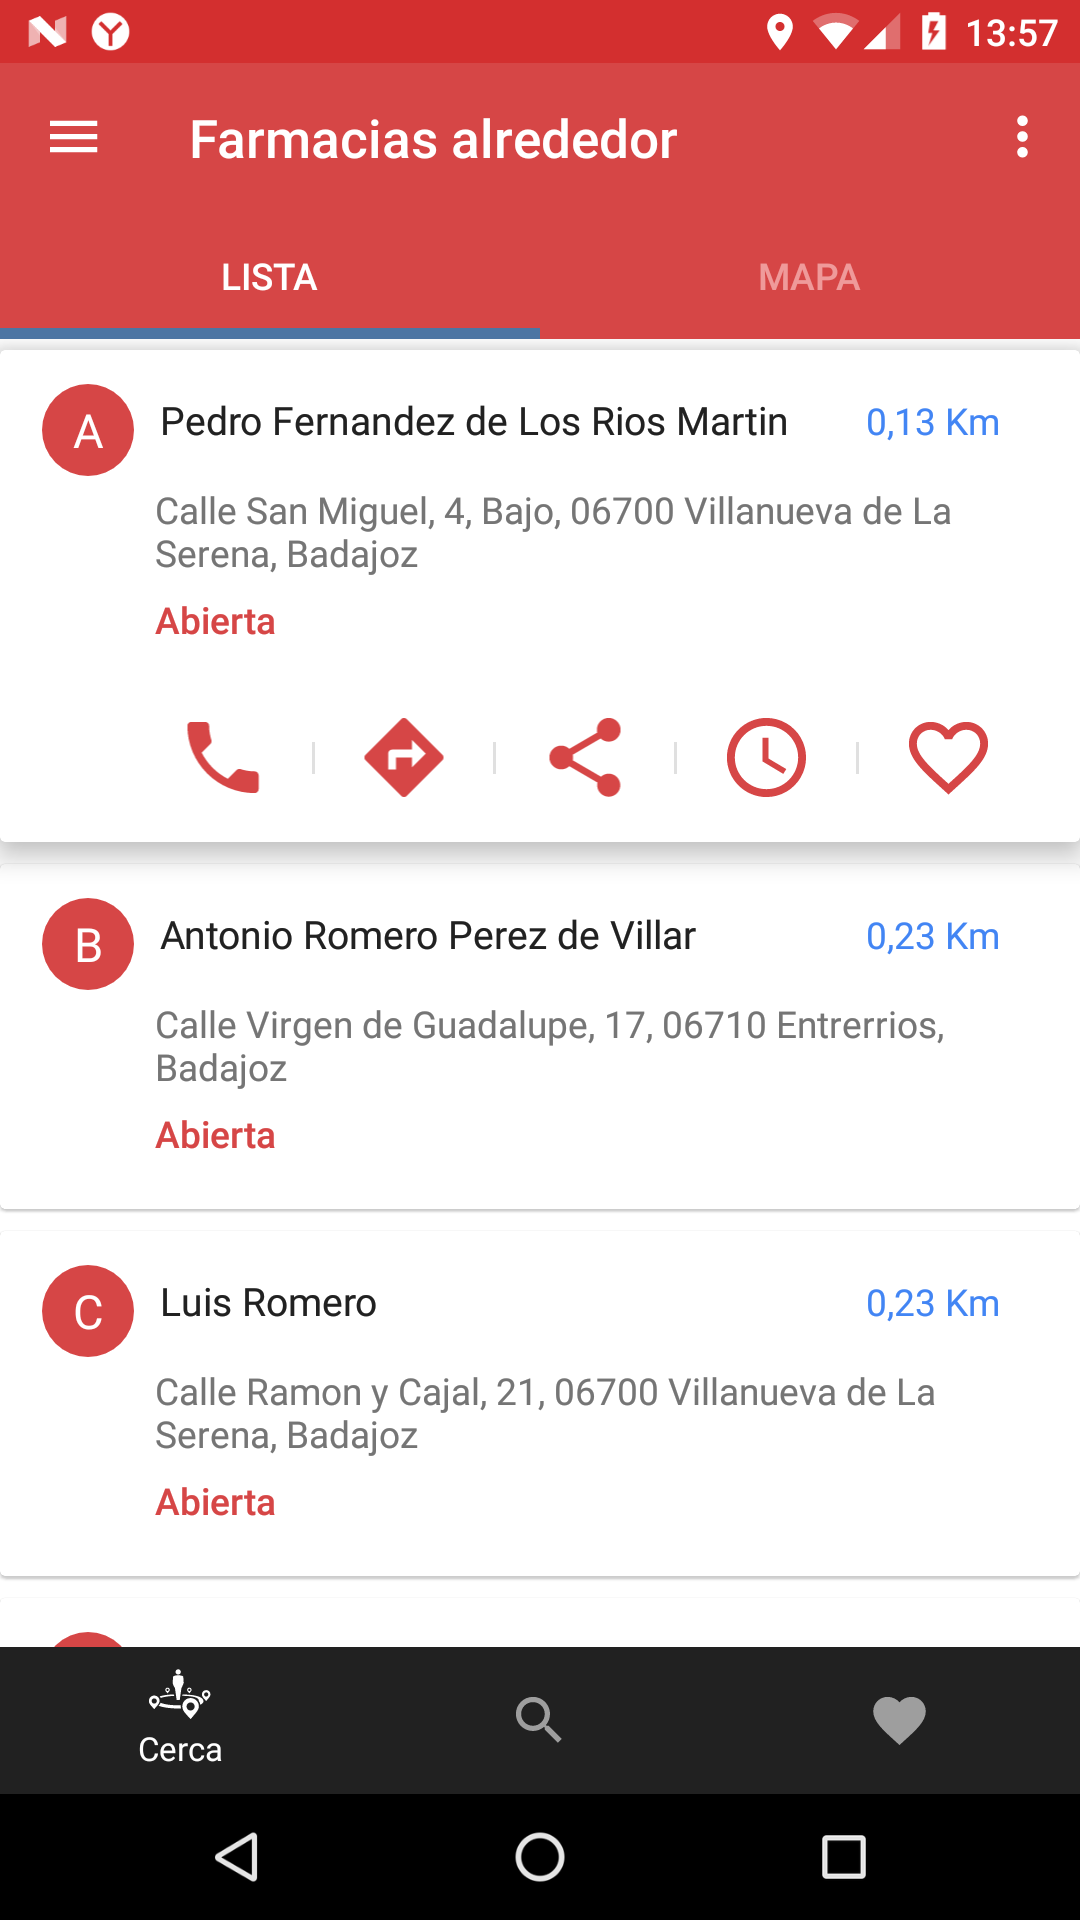 13:57
Farmacias alrededor
LISTA
MAPA
A
Pedro Fernandez de Los Rios Martin
0,13 Km
Calle San Miguel, 4, Bajo, 06700 Villanueva de La
Serena, Badajoz
Abierta
B
Antonio Romero Perez de Villar
0,23 Km
Calle Virgen de Guadalupe, 17, 06710 Entrerrios,
Badajoz
Abierta
C
Luis Romero
0,23 Km
Calle Ramon y Cajal, 21, 06700 Villanueva de La
Serena, Badajoz
Abierta
Cerca